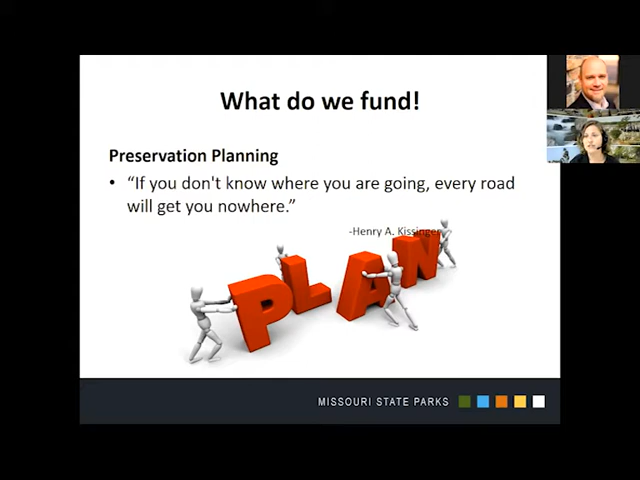 What do we fund!
Preservation Planning
• “If you don't know where you are going, every road
will get you nowhere.”
-Henry A. Kissinger
PLAN
MISSOURI STATE PARKS